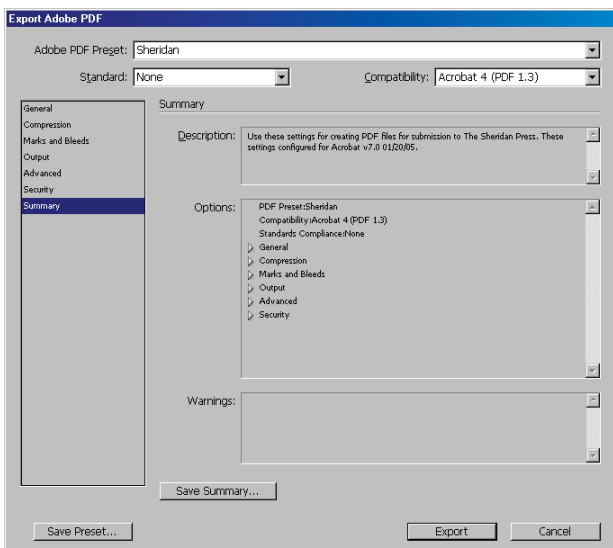 Export Adobe PDF
Adobe PDF Preset: Sheridan
Standard: None
Compatibility: Acrobat 4 (PDF 1.3)
General
Compression
Marks and Bleeds
Output
Advanced
Security
Summary
Summary
Description: Use these settings for creating PDF files for submission to The Sheridan Press. These
settings configured for Acrobat v7.0 01/20/05.
Options: PDF Preset:Sheridan
Compatibility:Acrobat 4 (PDF 1.3)
Standards Compliance:None
General
Compression
Marks and Bleeds
Output
Advanced
Security
Warnings:
Save Summary...
Save Preset...
Export
Cancel